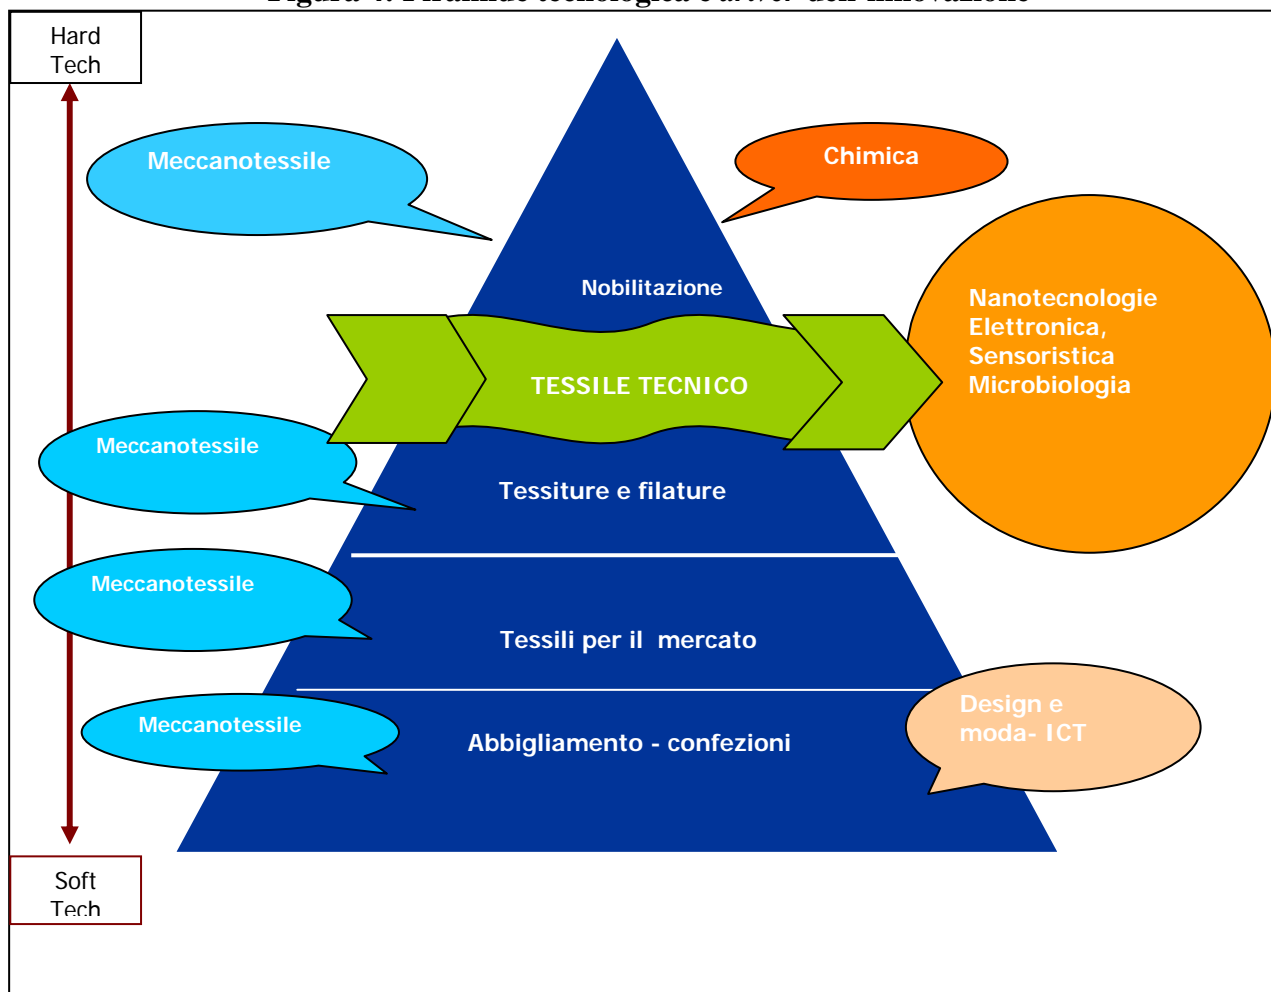 Hard
Tech
Meccanotessile
Chimica
Nobilitazione
Nanotecnologie
Elettronica,
Sensoristica
Microbiologia
TESSILE TECNICO
Meccanotessile
Tessiture e filature
Meccanotessile
Tessili per il mercato
Meccanotessile
Abbigliamento - confezioni
Design e
moda- ICT
Soft
Tech